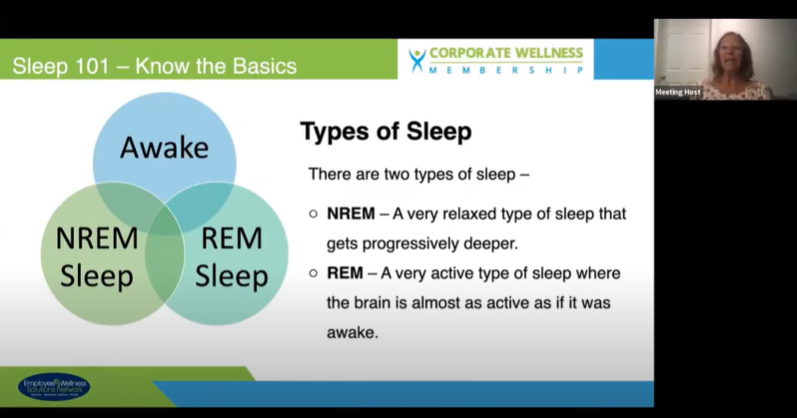 Sleep 101 – Know the Basics
CORPORATE WELLNESS
MEMBERSHIP
Meeting Host
Awake
NREM
Sleep
REM
Sleep
Types of Sleep
There are two types of sleep –
NREM – A very relaxed type of sleep that
gets progressively deeper.
REM – A very active type of sleep where
the brain is almost as active as if it was
awake.
Employee Wellness
Solutions Network